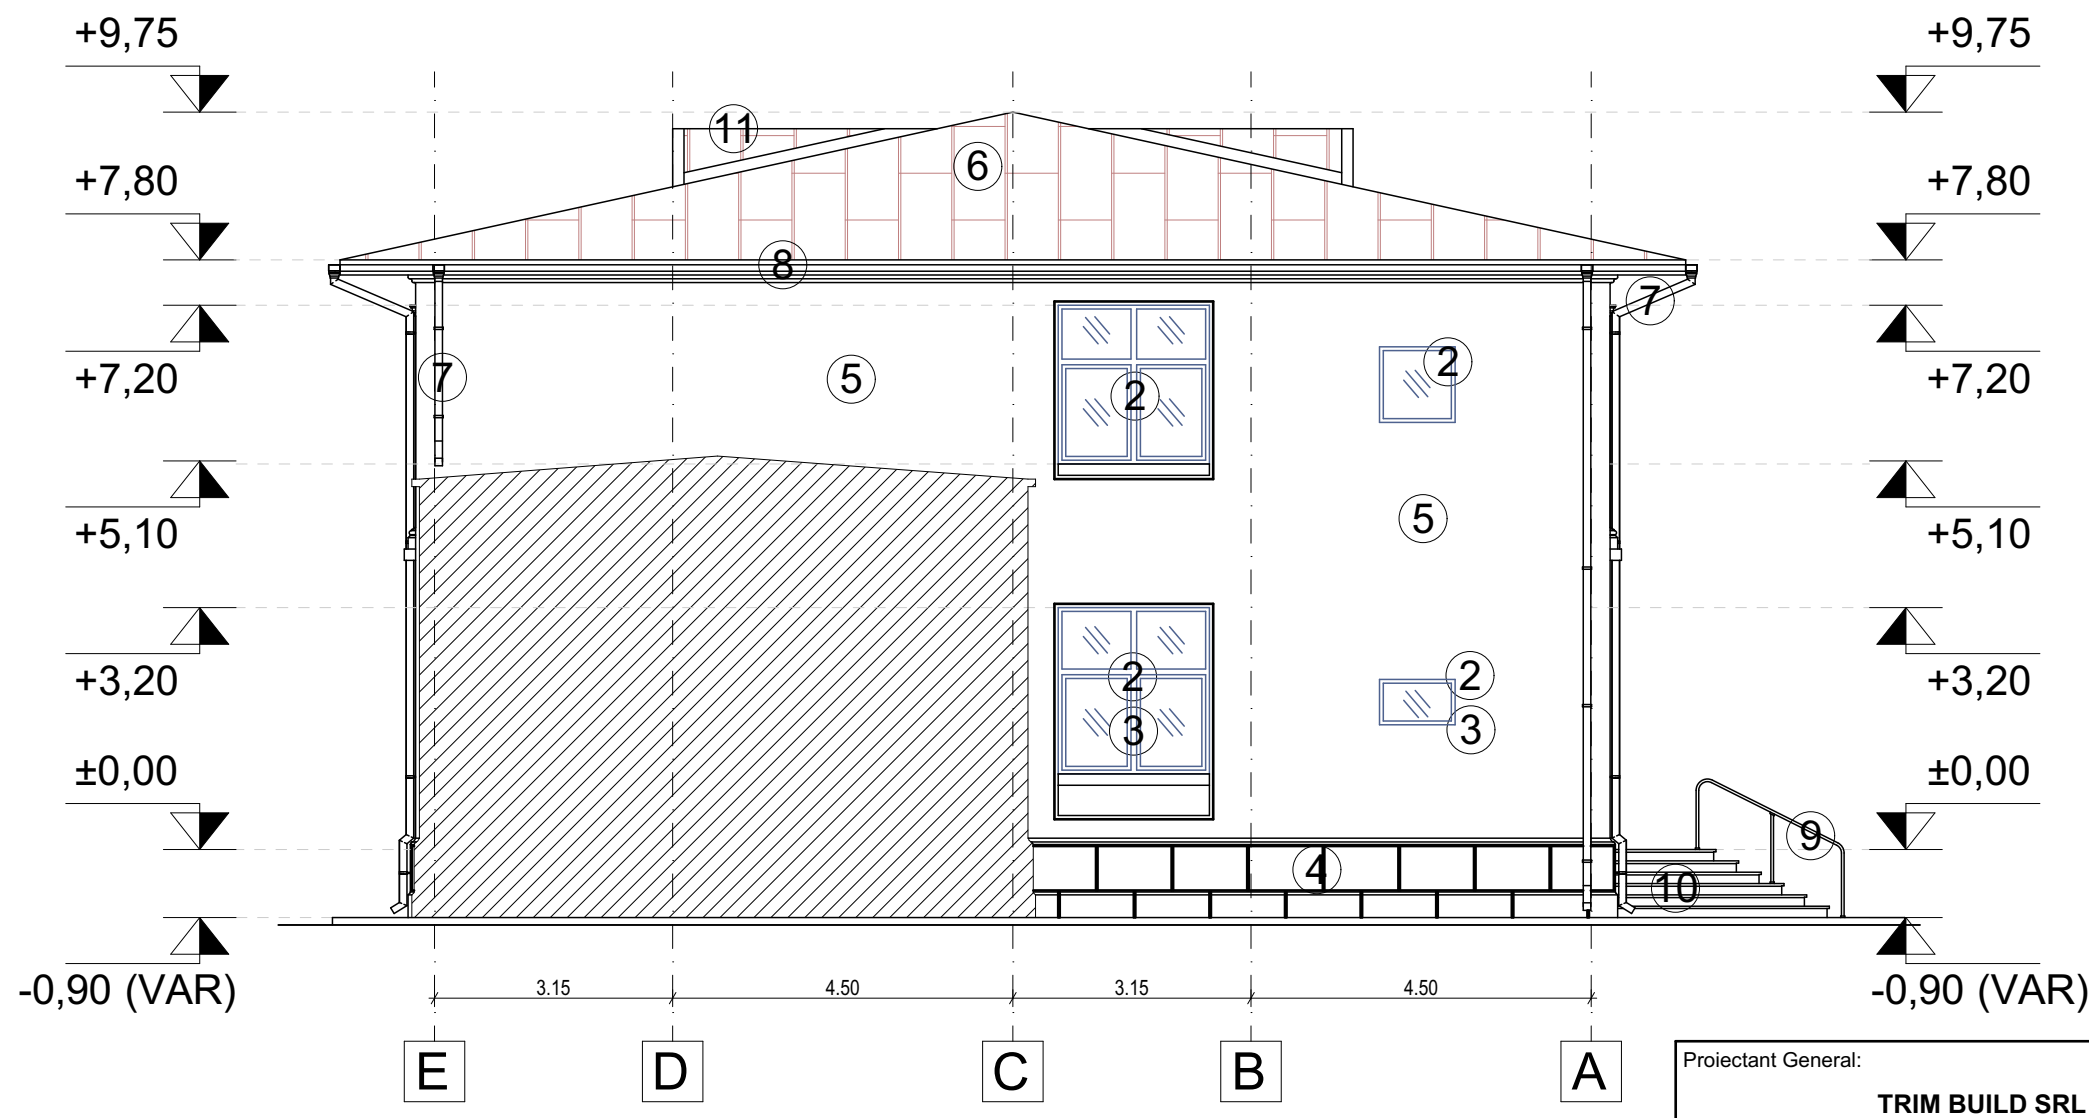 +9,75 +9,75
11
6
+7,80 +7,80
8
7
+7,20 7 5 2 2 +7,20
+5,10 5 +5,10
+3,20 2 2 +3,20
3 3
±0,00 ±0,00
9
4
10
-0,90 (VAR) -0,90 (VAR)
3.15 4.50 3.15 4.50
E D C B A
Proiectant General:
TRIM BUILD SRL